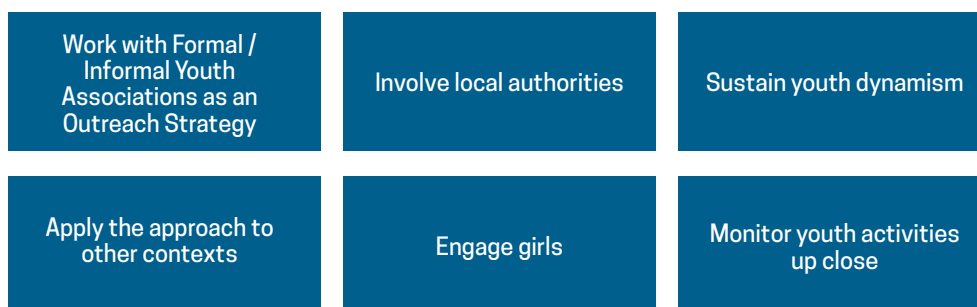 Work with Formal /
Informal Youth
Associations as an
Outreach Strategy
Involve local authorities
Sustain youth dynamism
Apply the approach to
other contexts
Engage girls
Monitor youth activities
up close